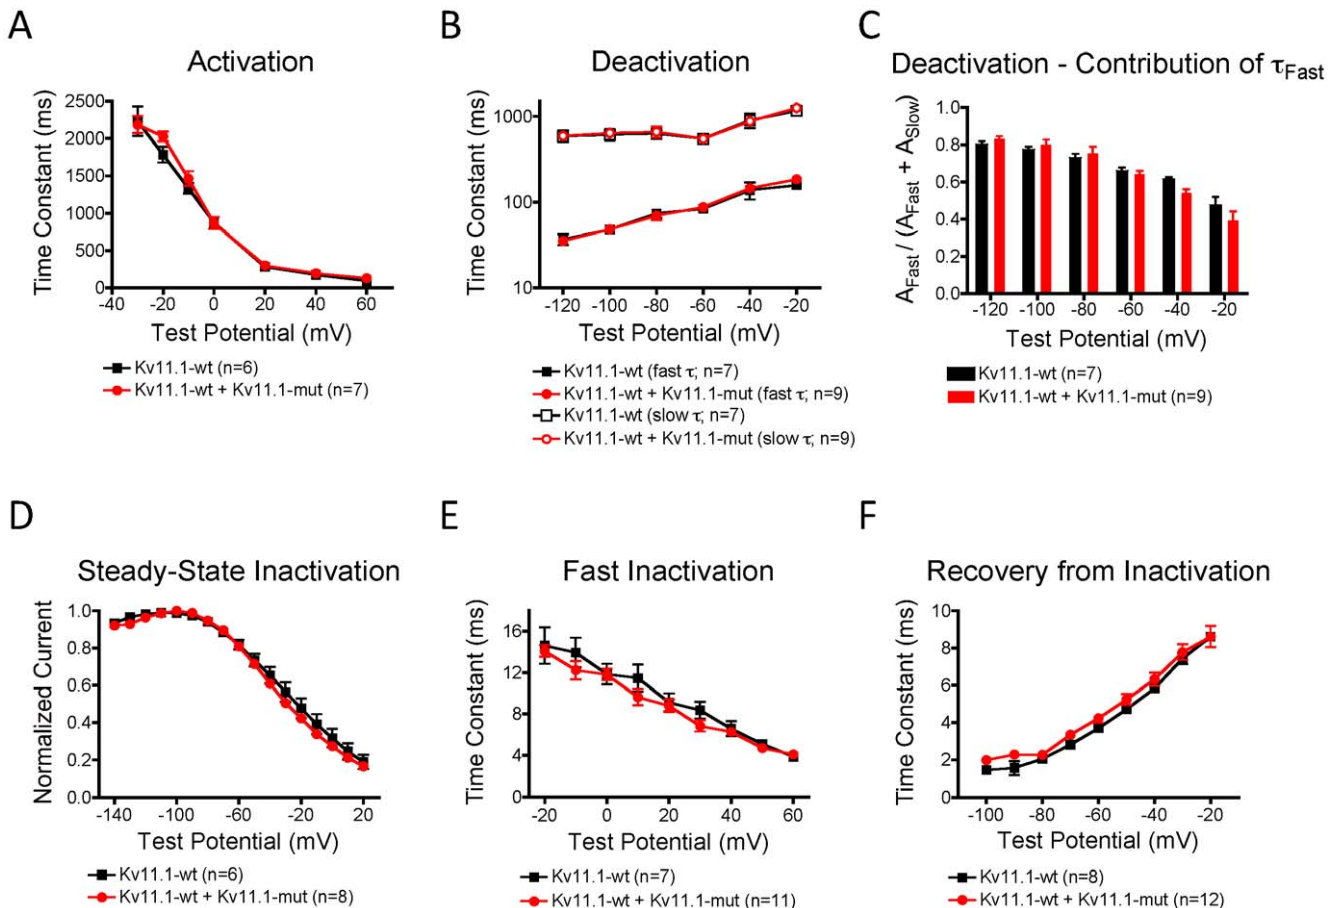 A
Activation
Time Constant (ms)
2500
2000
1500
1000
500
0
-40 -20 0 20 40 60
Test Potential (mV)
Kv11.1-wt (n=6)
Kv11.1-wt + Kv11.1-mut (n=7)
B
Deactivation
Time Constant (ms)
1000
100
10
-120 -100 -80 -60 -40 -20
Test Potential (mV)
Kv11.1-wt (fast τ; n=7)
Kv11.1-wt + Kv11.1-mut (fast τ; n=9)
Kv11.1-wt (slow τ; n=7)
Kv11.1-wt + Kv11.1-mut (slow τ; n=9)
C
Deactivation - Contribution of τFast
AFast / (AFast + ASlow)
1.0
0.8
0.6
0.4
0.2
0.0
-120 -100 -80 -60 -40 -20
Test Potential (mV)
Kv11.1-wt (n=7)
Kv11.1-wt + Kv11.1-mut (n=9)
D
Steady-State Inactivation
Normalized Current
1.0
0.8
0.6
0.4
0.2
0.0
-140 -100 -60 -20 20
Test Potential (mV)
Kv11.1-wt (n=6)
Kv11.1-wt + Kv11.1-mut (n=8)
E
Fast Inactivation
Time Constant (ms)
16
12
8
4
0
-20 0 20 40 60
Test Potential (mV)
Kv11.1-wt (n=7)
Kv11.1-wt + Kv11.1-mut (n=11)
F
Recovery from Inactivation
Time Constant (ms)
10
8
6
4
2
0
-100 -80 -60 -40 -20
Test Potential (mV)
Kv11.1-wt (n=8)
Kv11.1-wt + Kv11.1-mut (n=12)